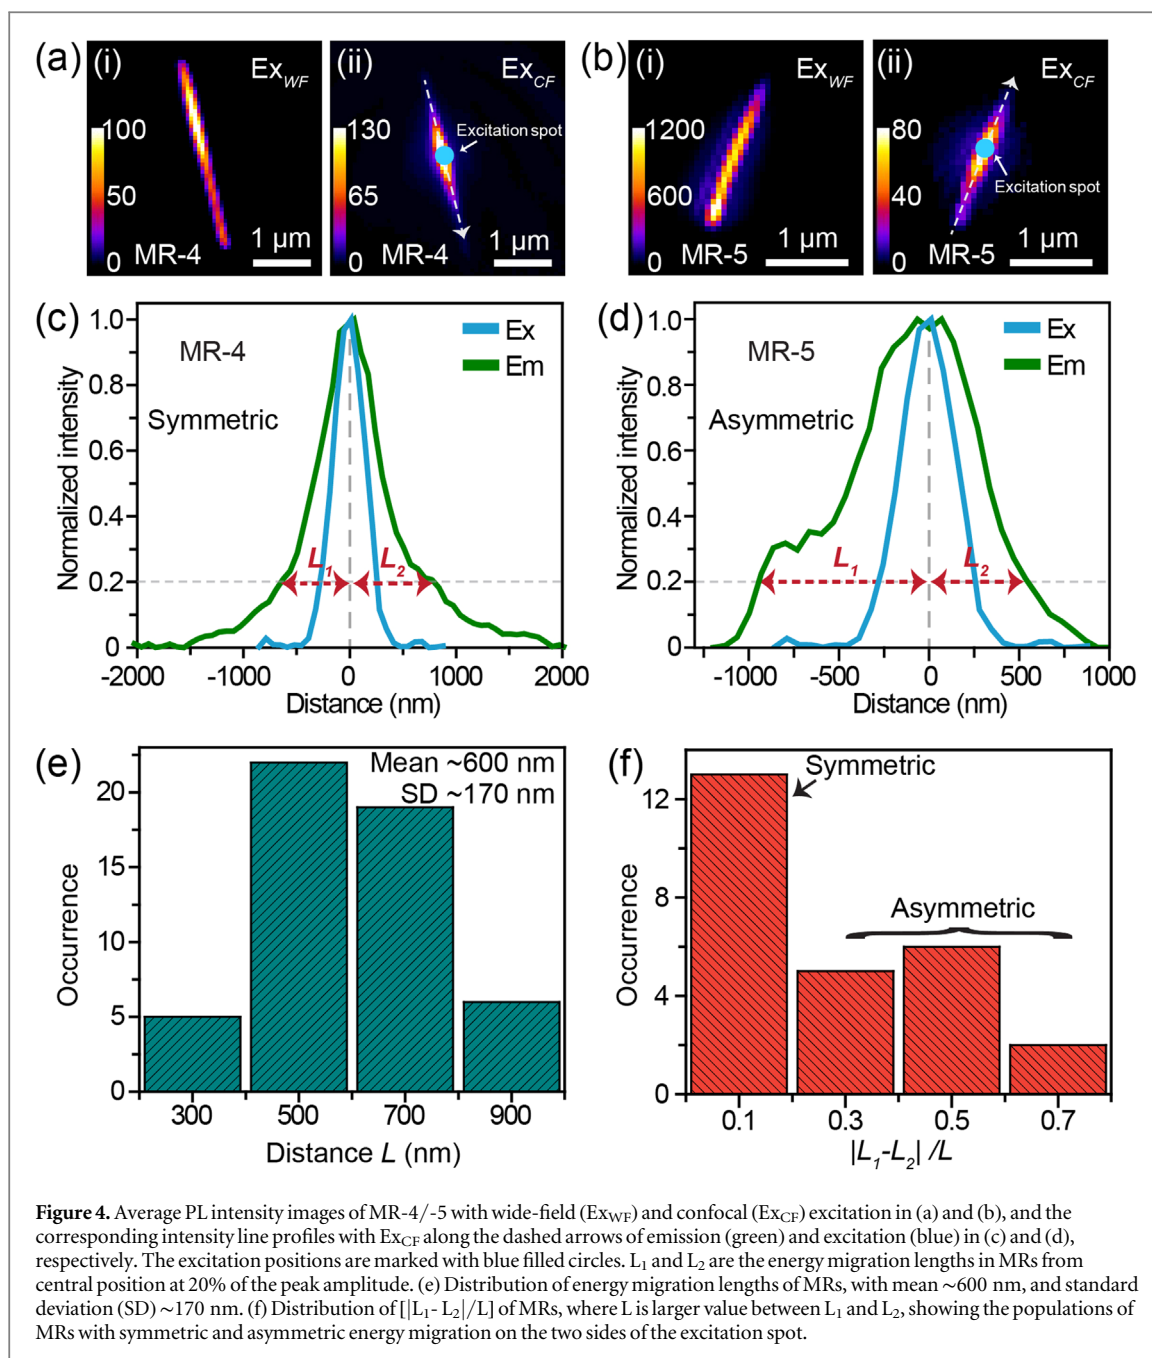 (a) (i) Ex_WF
100
50
0
MR-4
1 μm
(ii) Ex_CF
130
65
0
Excitation spot
MR-4
1 μm
(b) (i) Ex_WF
1200
600
0
MR-5
1 μm
(ii) Ex_CF
80
40
0
Excitation spot
MR-5
1 μm
(c)
Normalized intensity
1.0
0.8
0.6
0.4
0.2
0
MR-4
Symmetric
Ex
Em
L1
L2
-2000 -1000 0 1000 2000
Distance (nm)
(d)
Normalized intensity
1.0
0.8
0.6
0.4
0.2
0
MR-5
Asymmetric
Ex
Em
L1
L2
-1000 -500 0 500 1000
Distance (nm)
(e)
Occurrence
20
15
10
5
0
Mean ~600 nm
SD ~170 nm
300 500 700 900
Distance L (nm)
(f)
Occurrence
12
8
4
0
Symmetric
Asymmetric
0.1 0.3 0.5 0.7
|L1-L2| /L
Figure 4. Average PL intensity images of MR-4/-5 with wide-field (ExWF) and confocal (ExCF) excitation in (a) and (b), and the
corresponding intensity line profiles with ExCF along the dashed arrows of emission (green) and excitation (blue) in (c) and (d),
respectively. The excitation positions are marked with blue filled circles. L1 and L2 are the energy migration lengths in MRs from
central position at 20% of the peak amplitude. (e) Distribution of energy migration lengths of MRs, with mean ~600 nm, and standard
deviation (SD) ~170 nm. (f) Distribution of [|L1- L2|/L] of MRs, where L is larger value between L1 and L2, showing the populations of
MRs with symmetric and asymmetric energy migration on the two sides of the excitation spot.